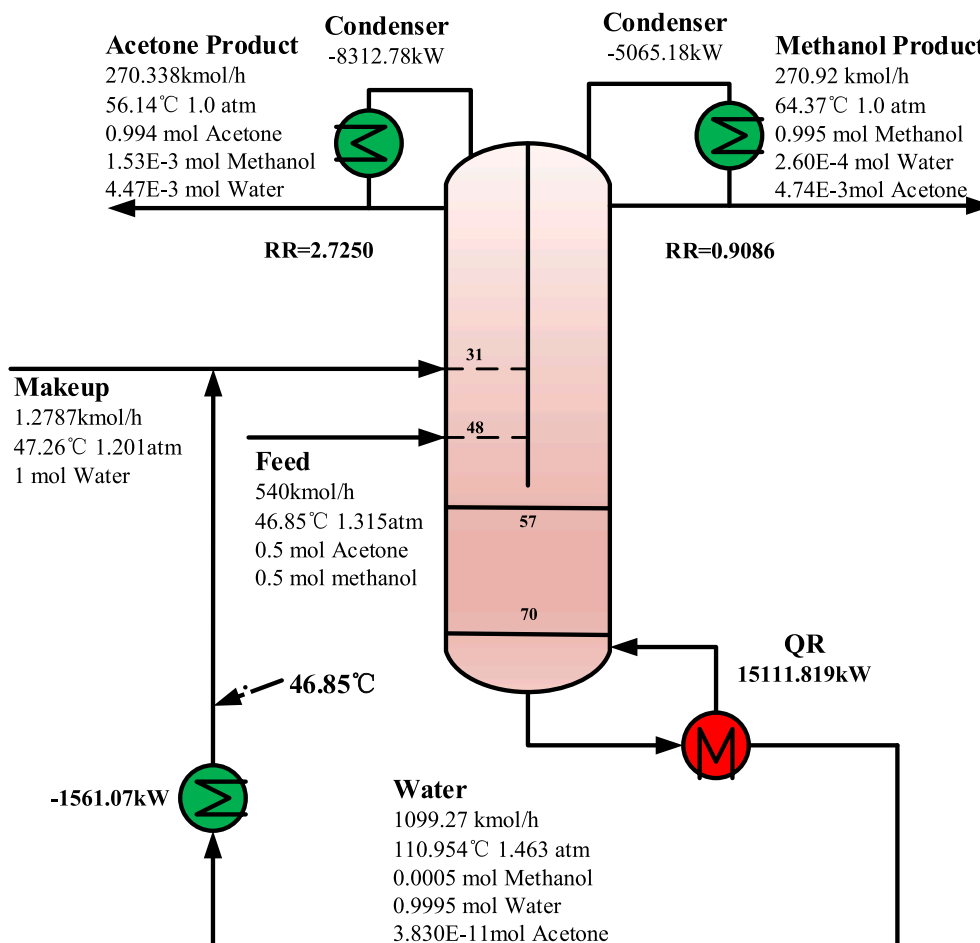 Condenser
-8312.78kW
Condenser
-5065.18kW
Acetone Product
270.338kmol/h
56.14℃ 1.0 atm
0.994 mol Acetone
1.53E-3 mol Methanol
4.47E-3 mol Water
Methanol Product
270.92 kmol/h
64.37℃ 1.0 atm
0.995 mol Methanol
2.60E-4 mol Water
4.74E-3mol Acetone
RR=2.7250
RR=0.9086
31
Makeup
1.2787kmol/h
47.26℃ 1.201atm
1 mol Water
48
Feed
540kmol/h
46.85℃ 1.315atm
0.5 mol Acetone
0.5 mol methanol
57
70
QR
15111.819kW
46.85℃
-1561.07kW
Water
1099.27 kmol/h
110.954℃ 1.463 atm
0.0005 mol Methanol
0.9995 mol Water
3.830E-11mol Acetone